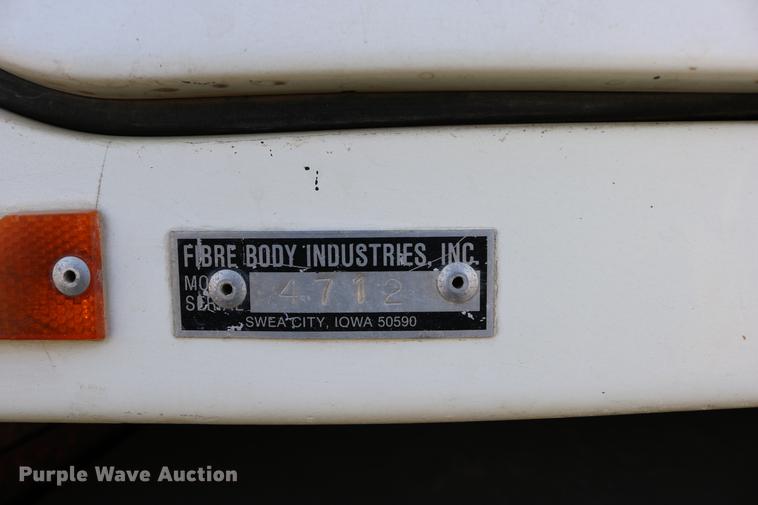 FIBRE BODY INDUSTRIES, INC.
4712
SWEA CITY, IOWA 50590
Purple Wave Auction